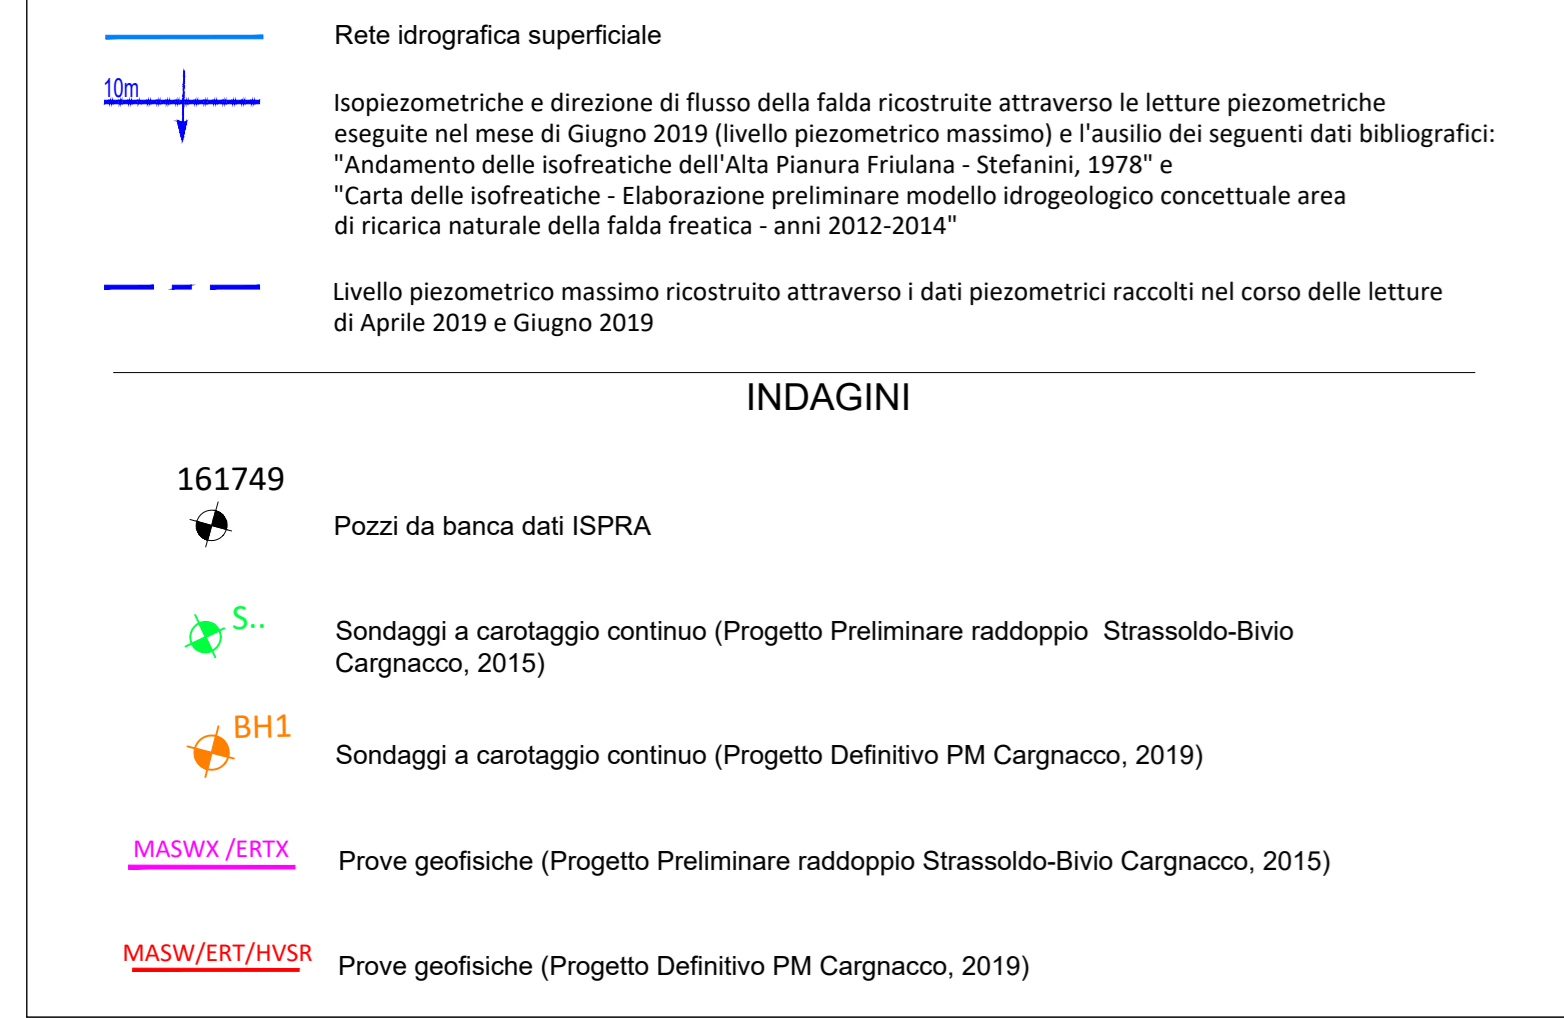 Rete idrografica superficiale
10m
Isopiezometriche e direzione di flusso della falda ricostruite attraverso le letture piezometriche
eseguite nel mese di Giugno 2019 (livello piezometrico massimo) e l'ausilio dei seguenti dati bibliografici:
"Andamento delle isofreatiche dell'Alta Pianura Friulana - Stefanini, 1978" e
"Carta delle isofreatiche - Elaborazione preliminare modello idrogeologico concettuale area
di ricarica naturale della falda freatica - anni 2012-2014"
Livello piezometrico massimo ricostruito attraverso i dati piezometrici raccolti nel corso delle letture
di Aprile 2019 e Giugno 2019
INDAGINI
161749
Pozzi da banca dati ISPRA
S..
Sondaggi a carotaggio continuo (Progetto Preliminare raddoppio  Strassoldo-Bivio
Cargnacco, 2015)
BH1
Sondaggi a carotaggio continuo (Progetto Definitivo PM Cargnacco, 2019)
MASWX /ERTX
Prove geofisiche (Progetto Preliminare raddoppio Strassoldo-Bivio Cargnacco, 2015)
MASW/ERT/HVSR
Prove geofisiche (Progetto Definitivo PM Cargnacco, 2019)